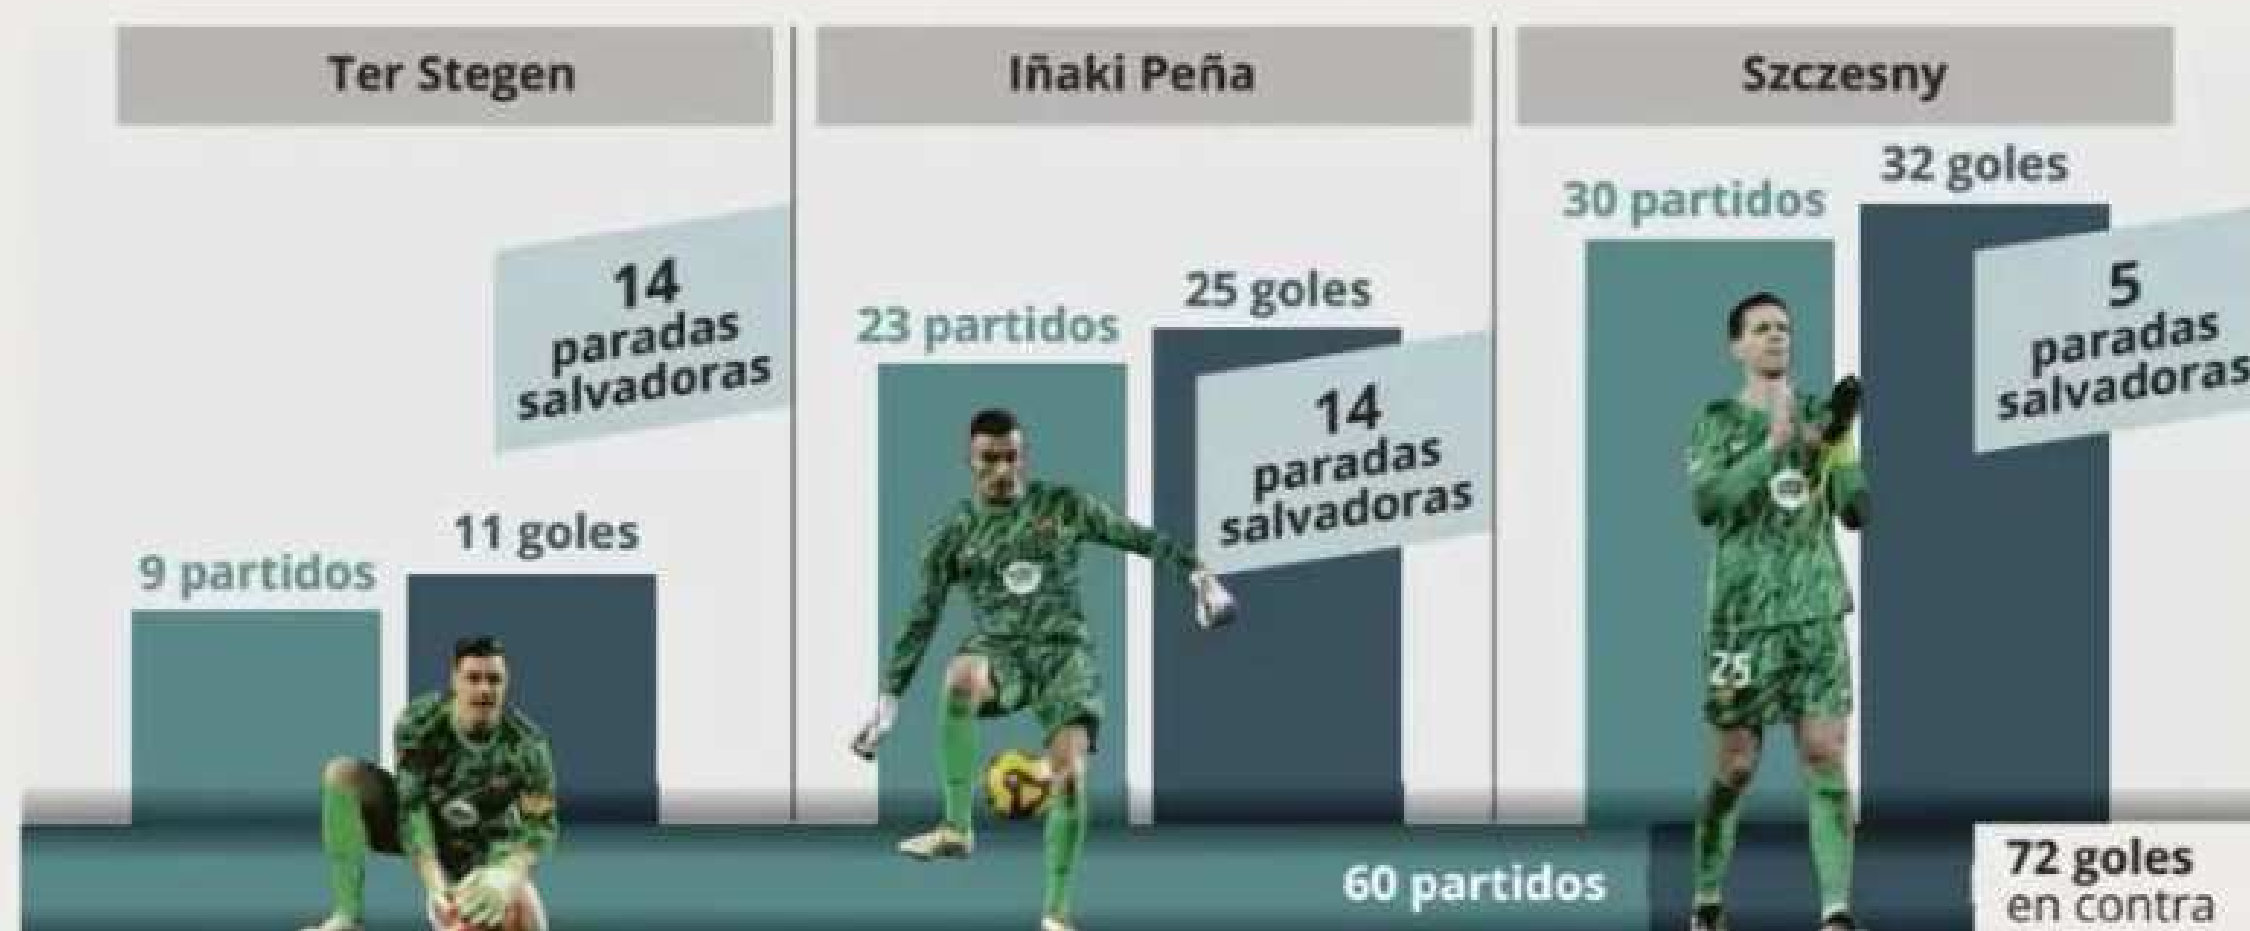 Ter Stegen
14
paradas
salvadoras
9 partidos
11 goles
Iñaki Peña
23 partidos
25 goles
14
paradas
salvadoras
Szczesny
30 partidos
32 goles
5
paradas
salvadoras
25
60 partidos
72 goles
en contra